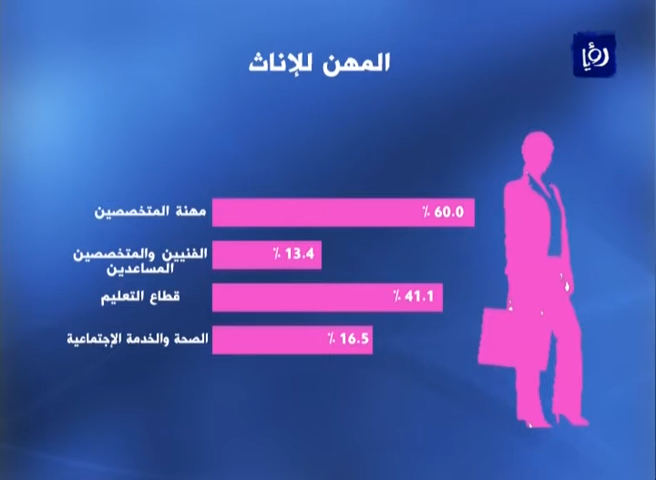 رؤيا
المهن للإناث
مهنة المتخصصين
60.0 ٪
الفنيين والمتخصصين
المساعدين
13.4 ٪
قطاع التعليم
41.1 ٪
الصحة والخدمة الإجتماعية
16.5 ٪